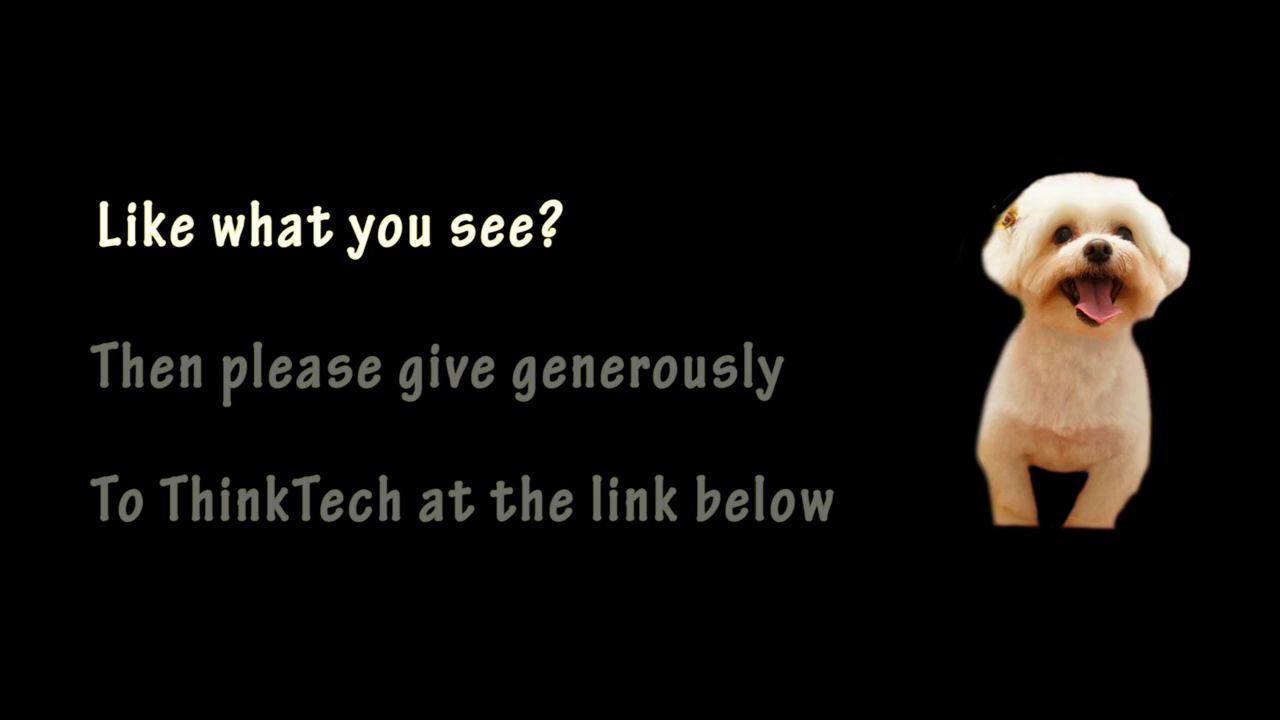 Like what you see?
Then please give generously
To ThinkTech at the link below